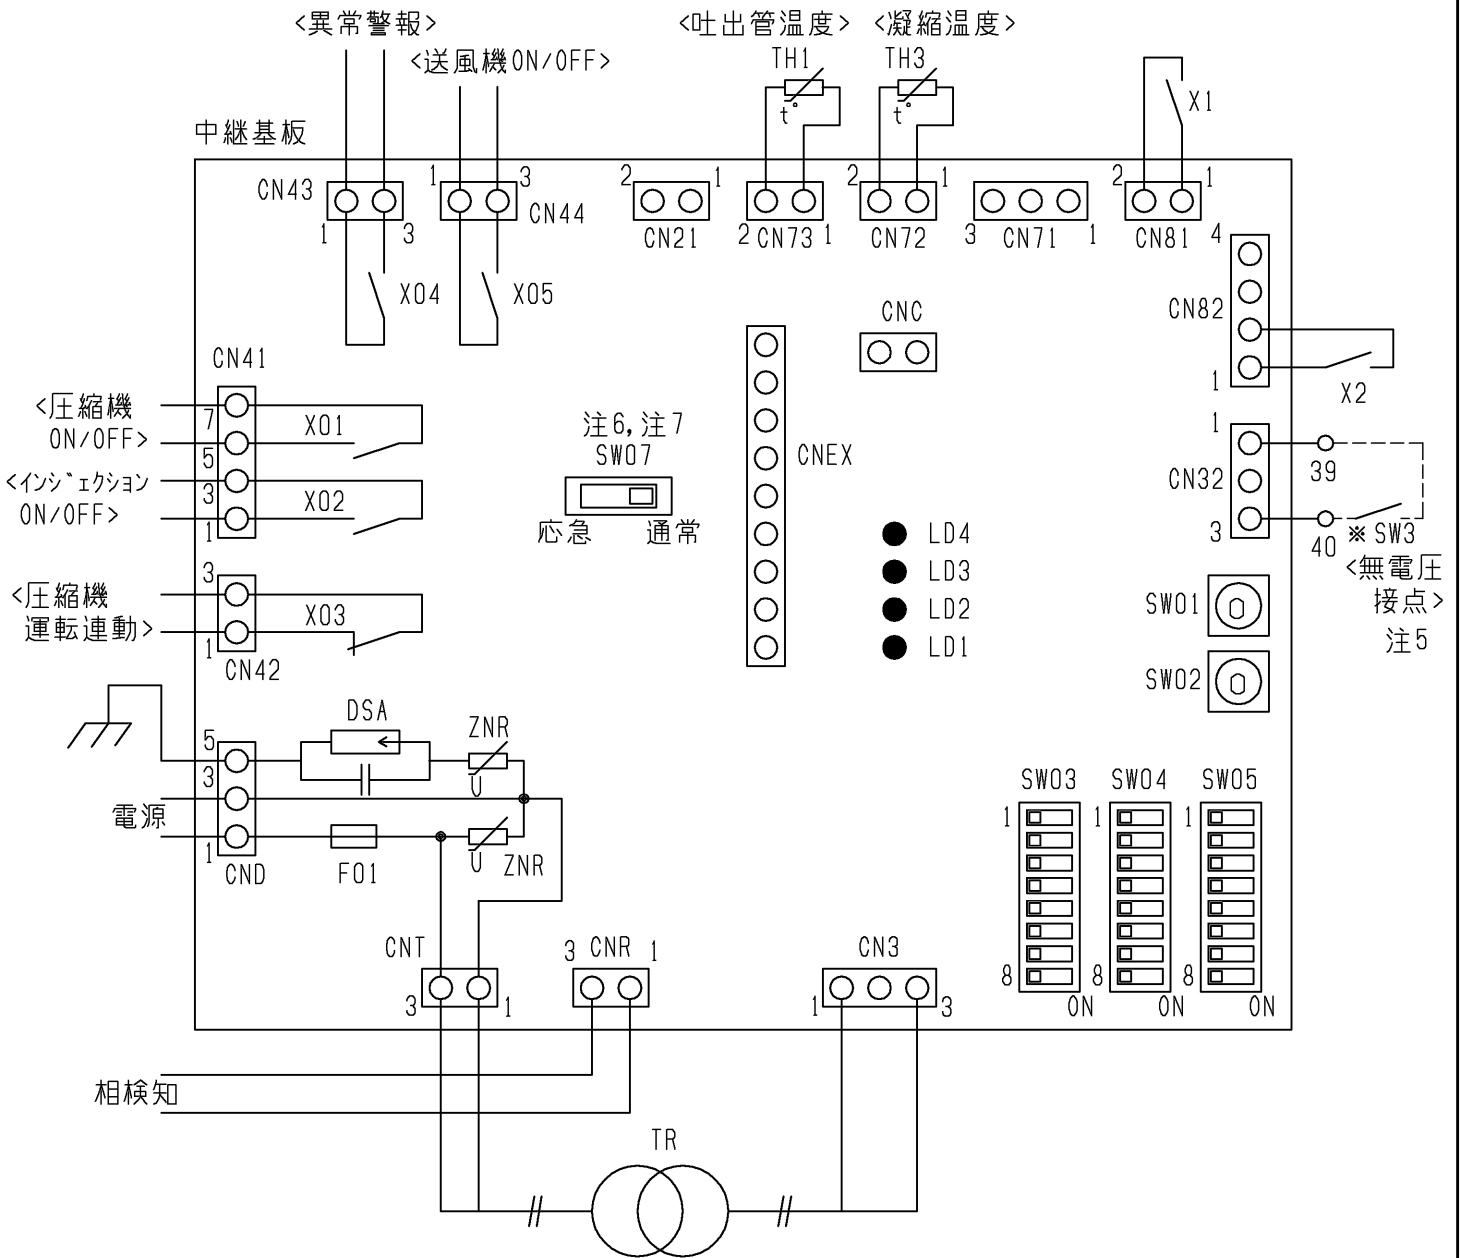 <異常警報>
<吐出管温度>
<凝縮温度>
<送風機ON/OFF>
TH1
TH3
t°
t°
X1
中継基板
CN43
1
3
1
3
CN44
2
1
CN21
2
CN73
1
2
1
CN72
3
CN71
1
2
1
CN81
4
CN82
1
X2
X04
X05
CNC
CN41
<圧縮機
ON/OFF>
7
5
X01
<インジェクション
ON/OFF>
3
1
X02
注6,注7
SW07
応急
通常
CNEX
1
CN32
3
39
40
※SW3
<無電圧
接点>
注5
LD4
LD3
LD2
LD1
<圧縮機
運転連動>
3
1
X03
CN42
SW01
SW02
DSA
ZNR
U
5
3
電源
1
CND
F01
U
ZNR
SW03
SW04
SW05
1
8
ON
1
8
ON
1
8
ON
CNT
3
1
3
CNR
1
CN3
1
3
相検知
TR